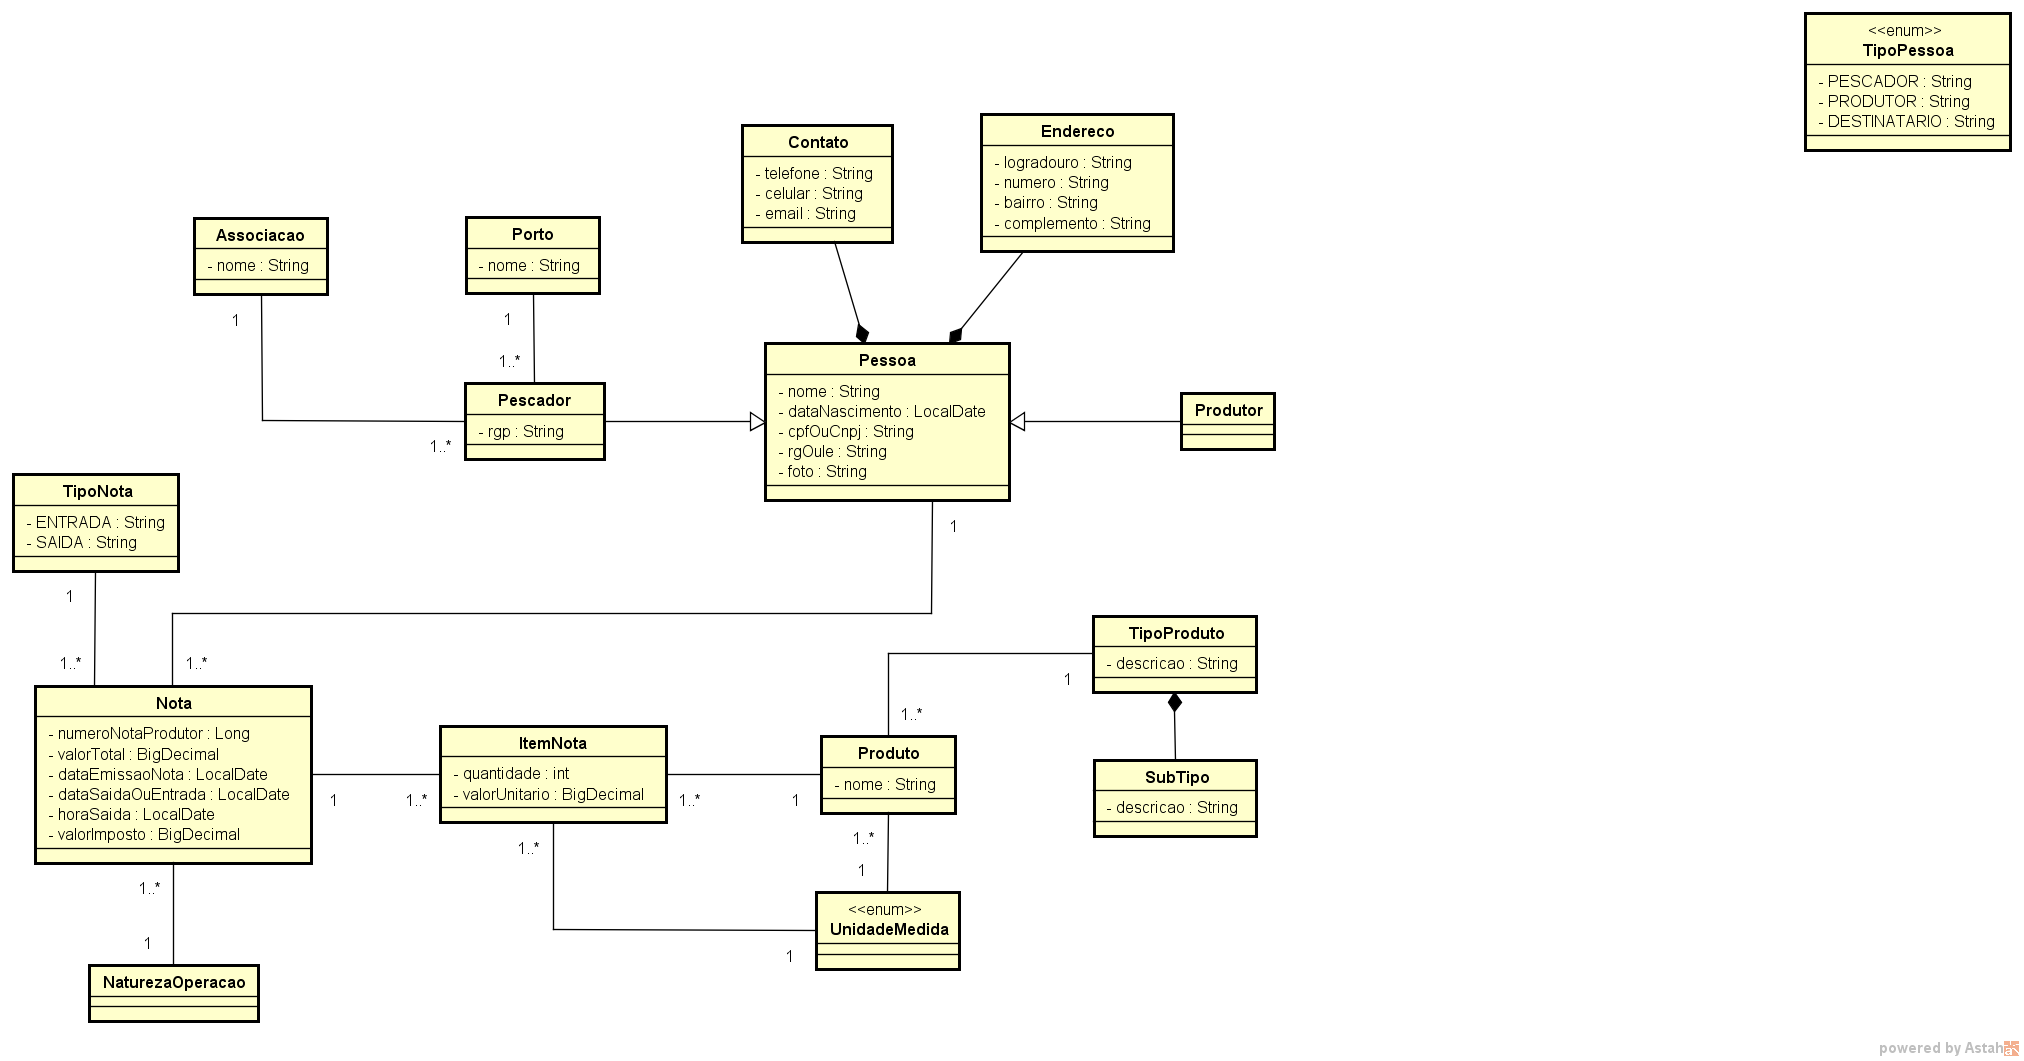 <<enum>>
TipoPessoa
- PESCADOR : String
- PRODUTOR : String
- DESTINATARIO : String
Contato
- telefone : String
- celular : String
- email : String
Endereco
- logradouro : String
- numero : String
- bairro : String
- complemento : String
Associacao
- nome : String
1
1..*
Porto
- nome : String
1
1..*
Pescador
- rgp : String
Pessoa
- nome : String
- dataNascimento : LocalDate
- cpfOuCnpj : String
- rgOuIe : String
- foto : String
1
Produtor
TipoNota
- ENTRADA : String
- SAIDA : String
1
1..*
1..*
Nota
- numeroNotaProdutor : Long
- valorTotal : BigDecimal
- dataEmissaoNota : LocalDate
- dataSaidaOuEntrada : LocalDate
- horaSaida : LocalDate
- valorImposto : BigDecimal
1
1..*
ItemNota
- quantidade : int
- valorUnitario : BigDecimal
1..*
1
1..*
Produto
- nome : String
1..*
1
TipoProduto
- descricao : String
1
1..*
SubTipo
- descricao : String
<<enum>>
UnidadeMedida
1
1..*
1
NaturezaOperacao
powered by Astah